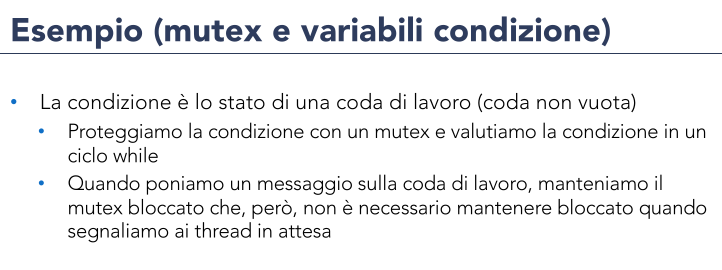 Esempio (mutex e variabili condizione)
• La condizione è lo stato di una coda di lavoro (coda non vuota)
• Proteggiamo la condizione con un mutex e valutiamo la condizione in un
ciclo while
• Quando poniamo un messaggio sulla coda di lavoro, manteniamo il
mutex bloccato che, però, non è necessario mantenere bloccato quando
segnaliamo ai thread in attesa